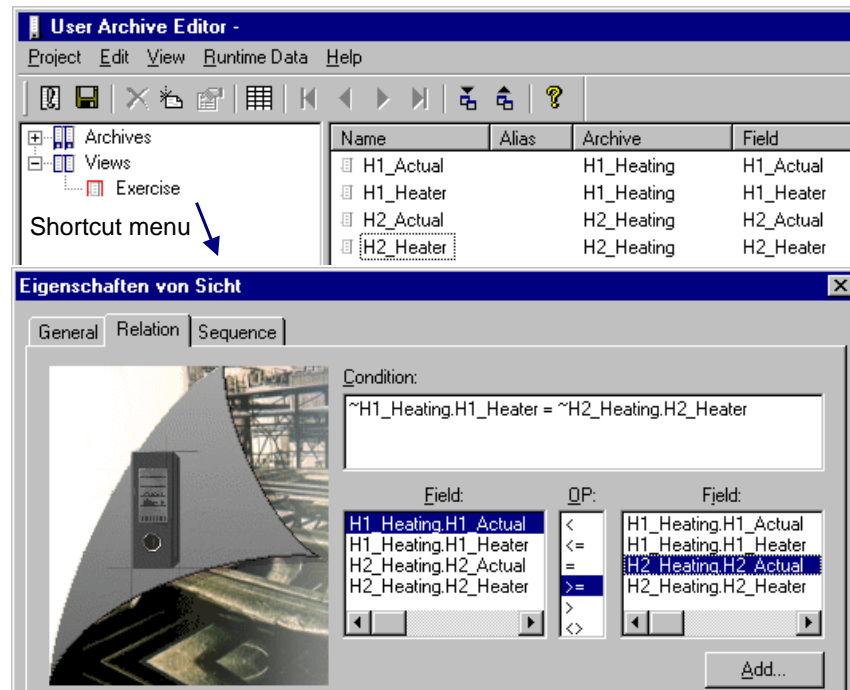 User Archive Editor -
Project Edit View Runtime Data Help
Archives
Views
Exercise
Shortcut menu
Name Alias Archive Field
H1_Actual H1_Heating H1_Actual
H1_Heater H1_Heating H1_Heater
H2_Actual H2_Heating H2_Actual
H2_Heater H2_Heating H2_Heater
Eigenschaften von Sicht
General Relation Sequence
Condition:
~H1_Heating.H1_Heater = ~H2_Heating.H2_Heater
Field: OP: Field:
H1_Heating.H1_Actual < H1_Heating.H1_Actual
H1_Heating.H1_Heater <= H1_Heating.H1_Heater
H2_Heating.H2_Actual = H2_Heating.H2_Actual
H2_Heating.H2_Heater >= H2_Heating.H2_Heater
>
<>
Add...